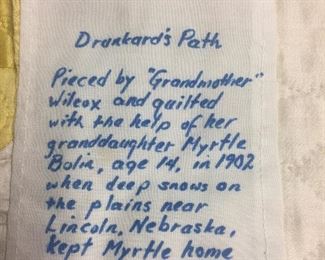 Drunkard's Path
Pieced by "Grandmother"
Wilcox and quilted
with the help of her
granddaughter Myrtle
Bolin, age 14, in 1902
when deep snows on
the plains near
Lincoln, Nebraska,
kept Myrtle home